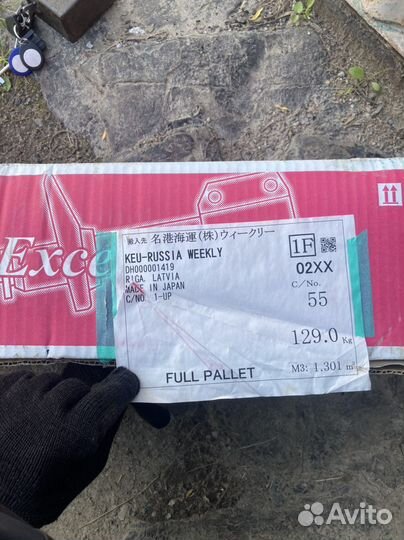 Exce
搬入先 名港海運(株)ウィークリー
1F
KEU-RUSSIA WEEKLY
DH000001419
RIGA, LATVIA
MADE IN JAPAN
C/NO. 1-UP
02XX
C/No.
55
129.0 Kg
FULL PALLET
M3: 1,301 m³
Avito